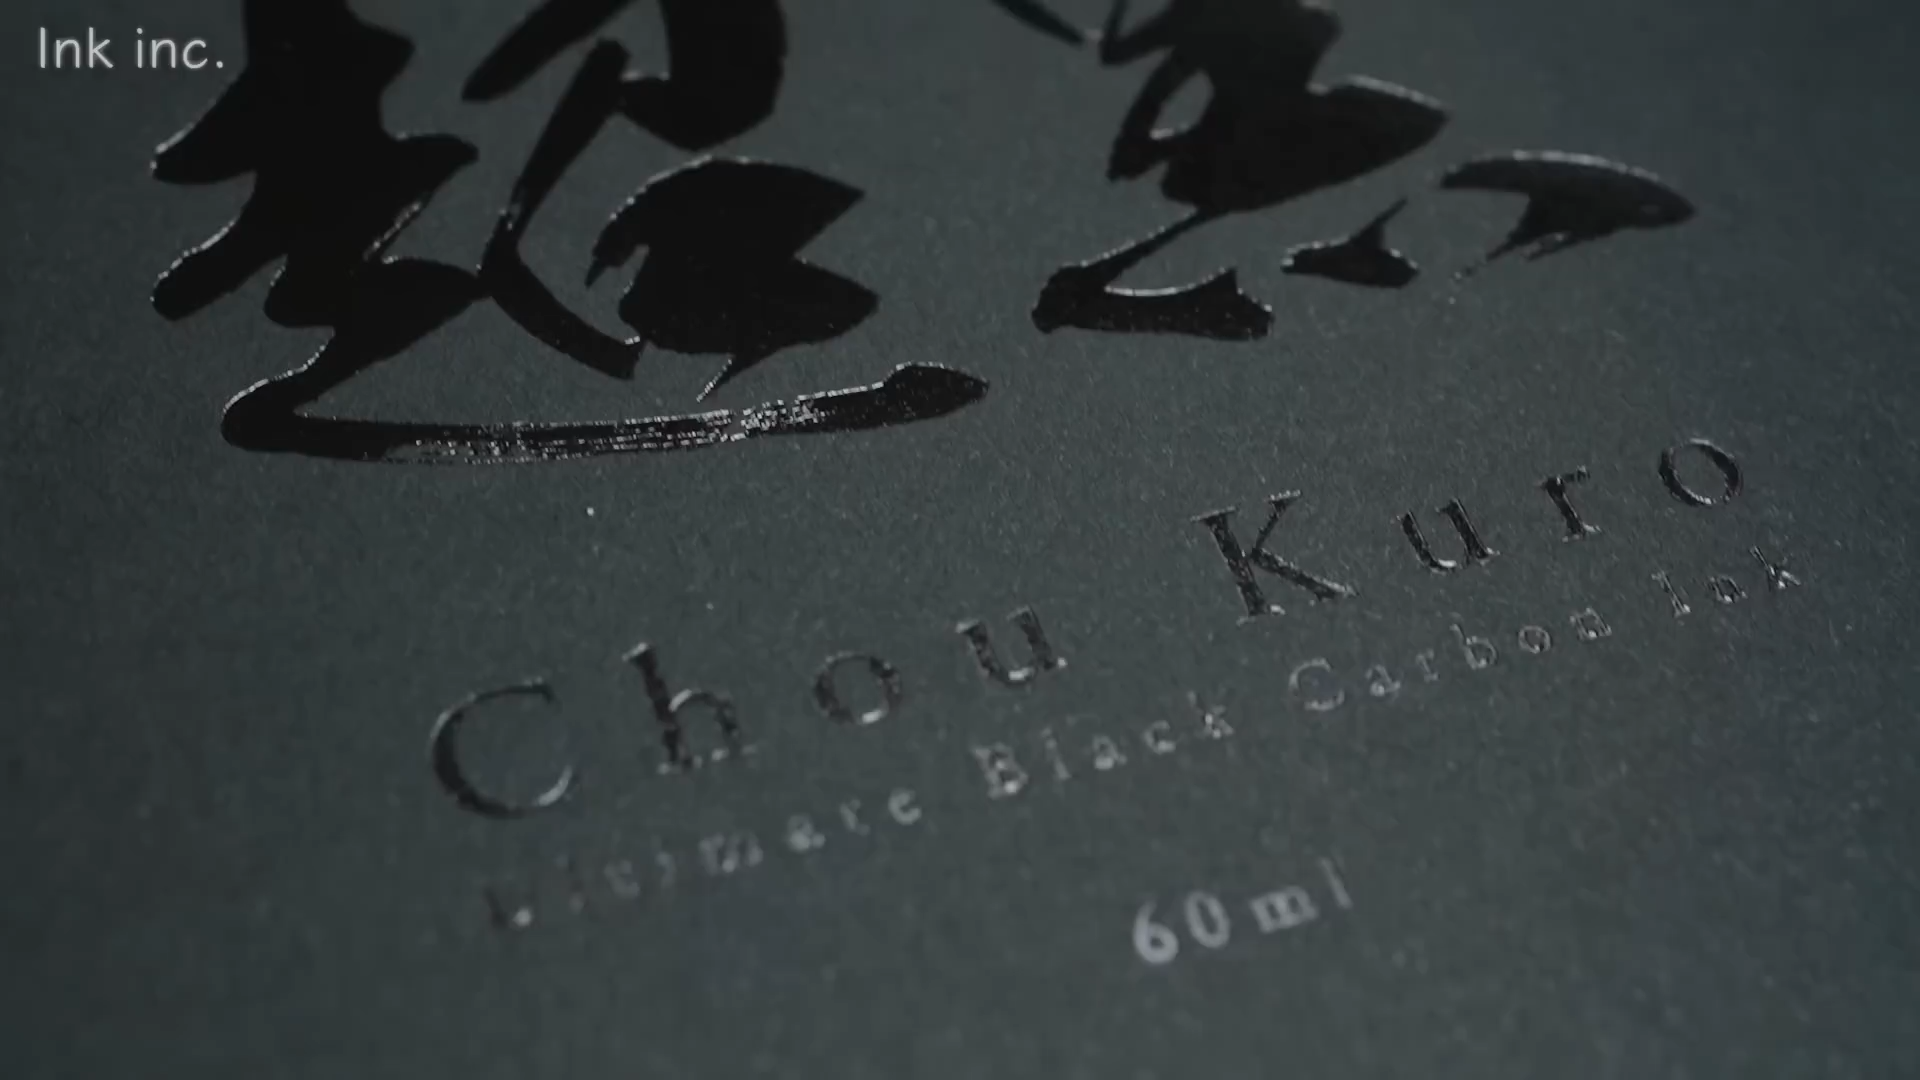 Ink inc.
超黒
Chou Kuro
Ultimate Black Carbon Ink
60ml